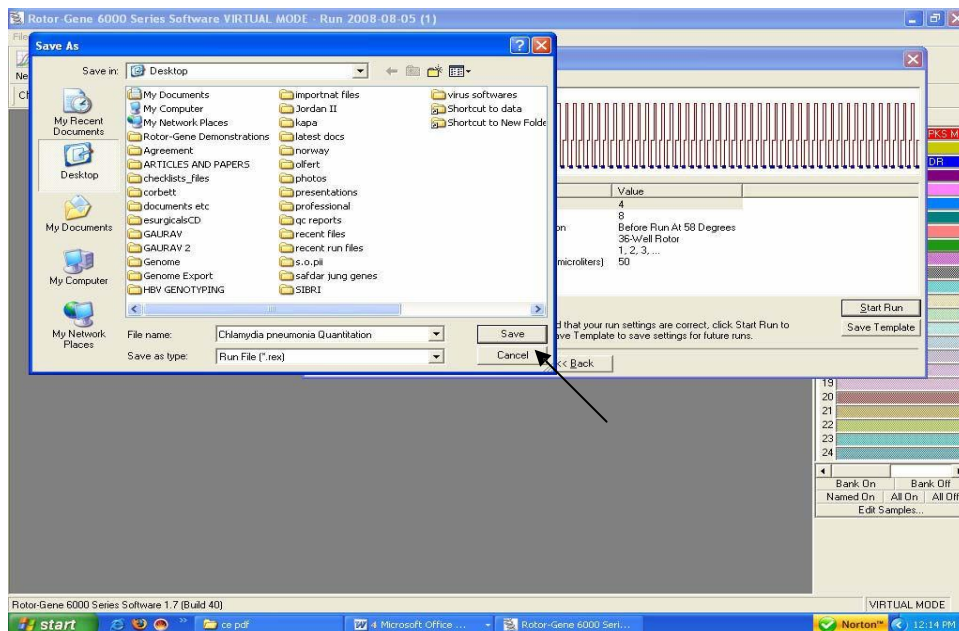 Rotor-Gene 6000 Series Software VIRTUAL MODE - Run 2008-08-05 (1)
File
Save As
Save in:
Desktop
My Recent Documents
Desktop
My Documents
My Computer
My Network Places
My Documents
My Computer
My Network Places
Rotor-Gene Demonstrations
Agreement
ARTICLES AND PAPERS
checklists_files
corbett
documents etc
esurgicalsCD
GAURAV
GAURAV 2
Genome
Genome Export
HBV GENOTYPING
importnat files
Jordan II
kapa
latest docs
norway
olfert
photos
presentations
professional
qc reports
recent files
recent run files
s.o.pii
safdar jung genes
SIBRI
virus softwares
Shortcut to data
Shortcut to New Folde
File name:
Chlamydia pneumonia Quantitation
Save
Save as type:
Run File (*.rex)
Cancel
Value
4
8
on Before Run At 58 Degrees
36-Well Rotor
1, 2, 3, ...
microliters) 50
Start Run
d that your run settings are correct, click Start Run to
ave Template to save settings for future runs.
Save Template
<< Back
PKS M
DR
19
20
21
22
23
24
Bank On Bank Off
Named On All On All Off
Edit Samples...
Rotor-Gene 6000 Series Software 1.7 (Build 40)
VIRTUAL MODE
start
ce pdf
4 Microsoft Office ...
Rotor-Gene 6000 Seri...
Norton™
12:14 PM